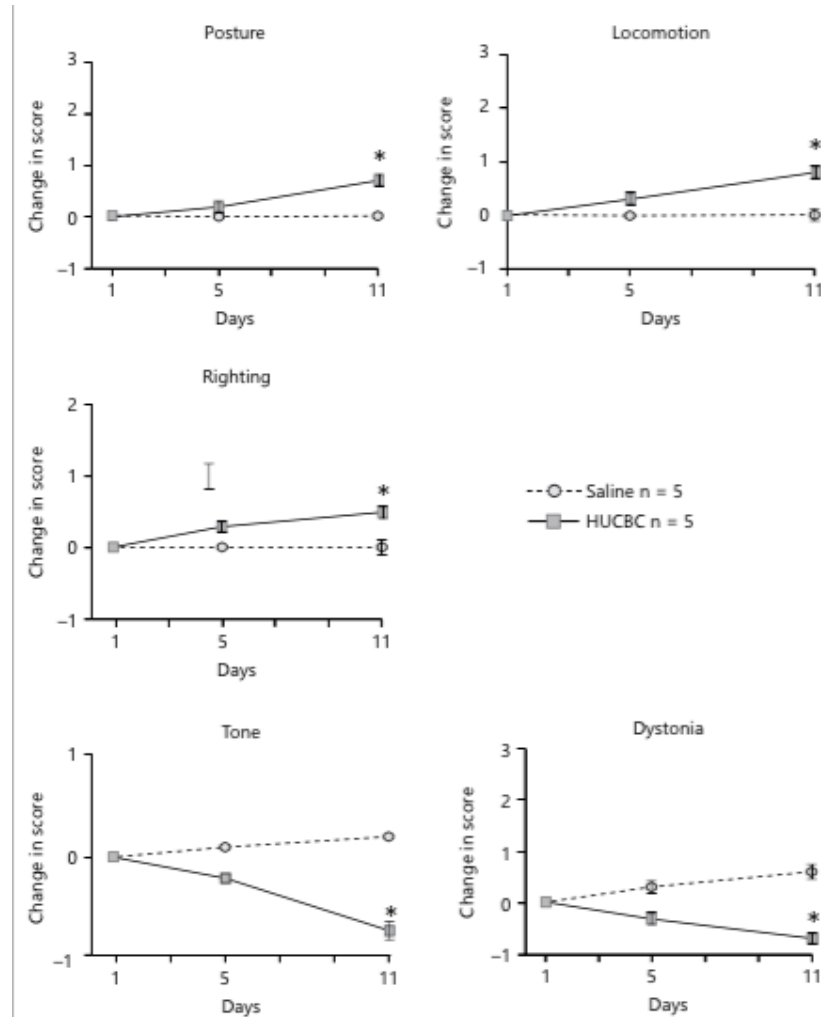 Posture
3
2
1
0
−1
Change in score
*
1
5
11
Days
Locomotion
3
2
1
0
−1
Change in score
*
1
5
11
Days
Righting
2
1
0
−1
Change in score
*
1
5
11
Days
Saline n = 5
HUCBC n = 5
Tone
1
0
−1
Change in score
*
1
5
11
Days
Dystonia
3
2
1
0
−1
Change in score
*
1
5
11
Days